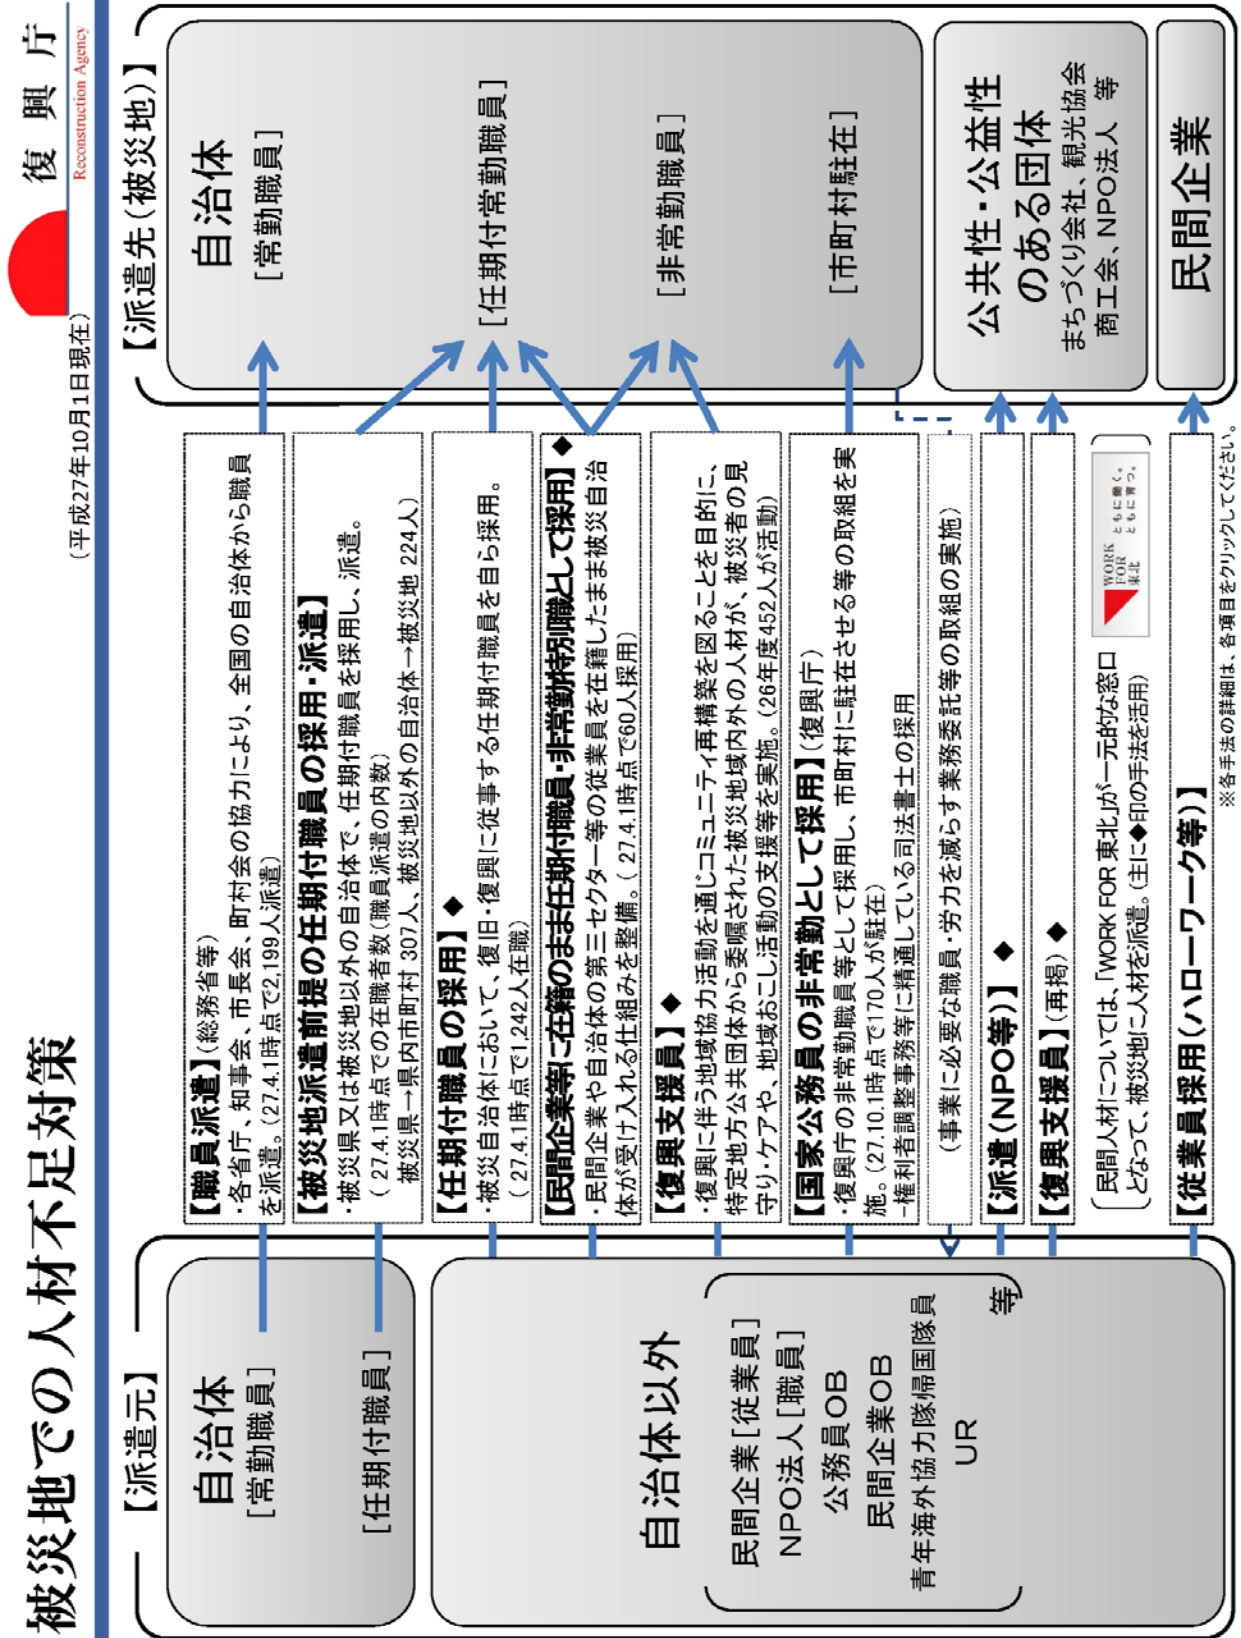 被災地での人材不足対策
復興庁
Reconstruction Agency
(平成27年10月1日現在)
【派遣元】
自治体
[常勤職員]
[任期付職員]
自治体以外
民間企業[従業員]
NPO法人[職員]
公務員OB
民間企業OB
青年海外協力隊帰国隊員
UR
等
【職員派遣】(総務省等)
・各省庁、知事会、市長会、町村会の協力により、全国の自治体から職員
を派遣。(27.4.1時点で2,199人派遣)
【被災地派遣前提の任期付職員の採用・派遣】
・被災県又は被災地以外の自治体で、任期付職員を採用し、派遣。
( 27.4.1時点での在職者数(職員派遣の内数)
被災県→県内市町村 307人、被災地以外の自治体→被災地 224人)
【任期付職員の採用】◆
・被災自治体において、復旧・復興に従事する任期付職員を自ら採用。
( 27.4.1時点で1,242人在職)
【民間企業等に在籍のまま任期付職員・非常勤特別職として採用】◆
・民間企業や自治体の第三セクター等の従業員を在籍したまま被災自治
体が受け入れる仕組みを整備。( 27.4.1時点で60人採用)
【復興支援員】◆
・復興に伴う地域協力活動を通じコミュニティ再構築を図ることを目的に、
特定地方公共団体から委嘱された被災地域内外の人材が、被災者の見
守り・ケアや、地域おこし活動の支援等を実施。(26年度452人が活動)
【国家公務員の非常勤として採用】(復興庁)
・復興庁の非常勤職員等として採用し、市町村に駐在させる等の取組を実
施。(27.10.1時点で170人が駐在)
-権利者調整事務等に精通している司法書士の採用
(事業に必要な職員・労力を減らす業務委託等の取組の実施)
【派遣(NPO等)】◆
【復興支援員】(再掲)◆
民間人材については、「WORK FOR 東北」が一元的な窓口
となって、被災地に人材を派遣。(主に◆印の手法を活用)
WORK
FOR
東北
ともに働く。
ともに育つ。
【従業員採用(ハローワーク等)】
【派遣先(被災地)】
自治体
[常勤職員]
[任期付常勤職員]
[非常勤職員]
[市町村駐在]
公共性・公益性
のある団体
まちづくり会社、観光協会
商工会、NPO法人 等
民間企業
※各手法の詳細は、各項目をクリックしてください。